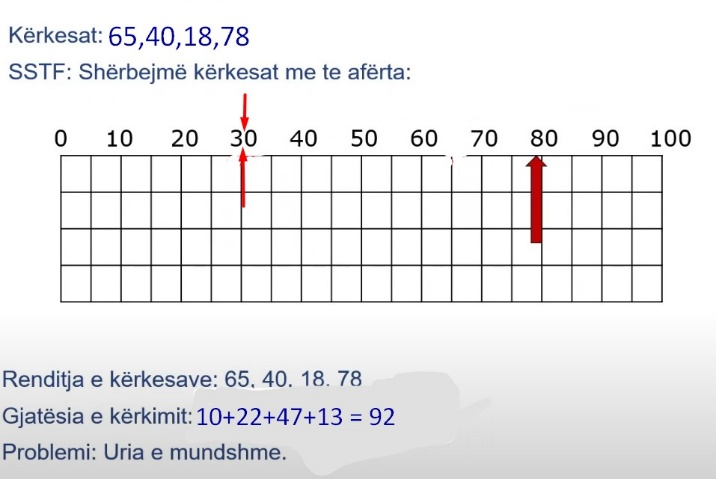 Kërkesat: 65,40,18,78
SSTF: Shërbejmë kërkesat me te afërta:
0 10 20 30 40 50 60 70 80 90 100
Renditja e kërkesave: 65, 40. 18. 78
Gjatësia e kërkimit: 10+22+47+13 = 92
Problemi: Uria e mundshme.